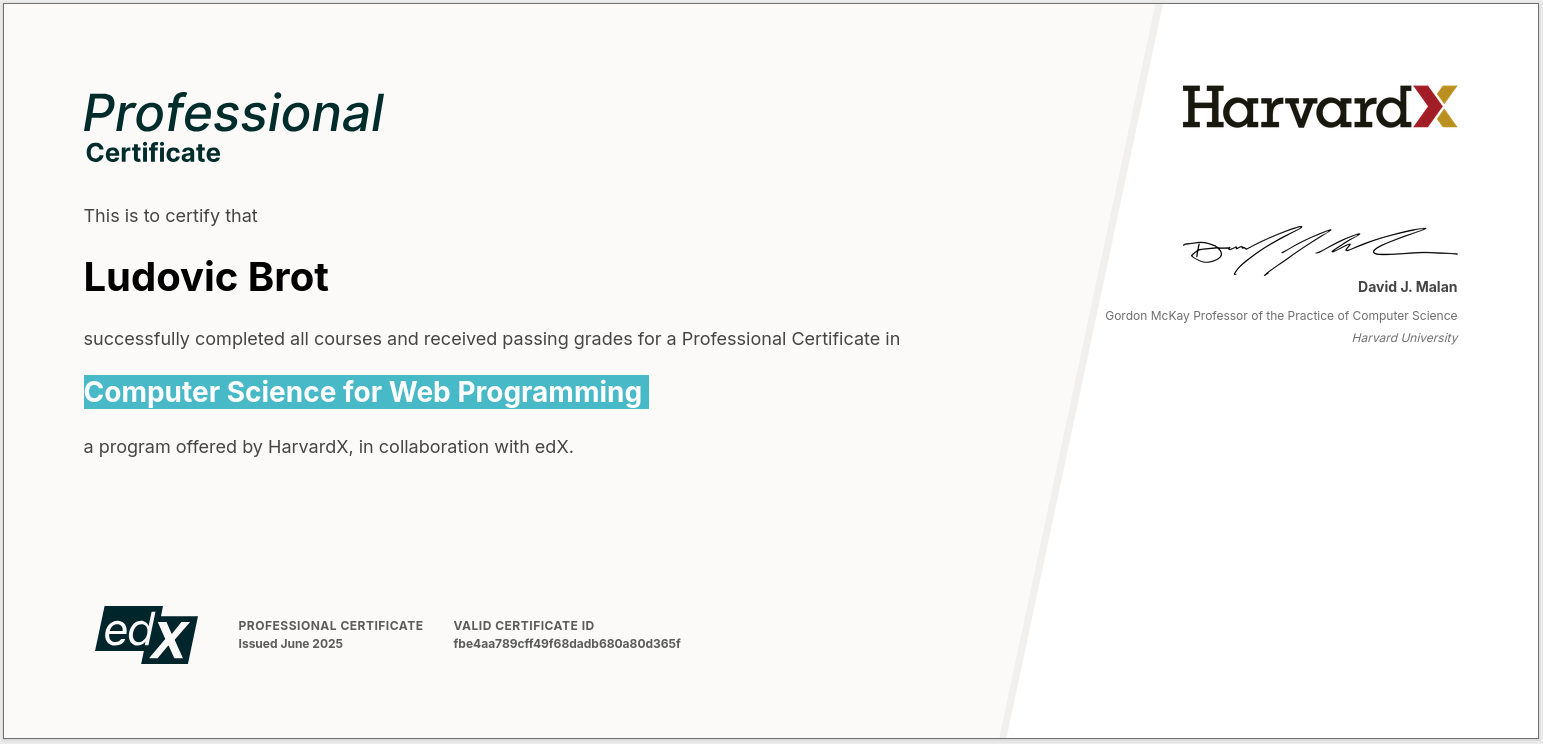 Professional
Certificate
This is to certify that
Ludovic Brot
successfully completed all courses and received passing grades for a Professional Certificate in
Computer Science for Web Programming
a program offered by HarvardX, in collaboration with edX.
edX
PROFESSIONAL CERTIFICATE
Issued June 2025
VALID CERTIFICATE ID
fbe4aa789cff49f68dadb680a80d365f
HarvardX
David J. Malan
Gordon McKay Professor of the Practice of Computer Science
Harvard University